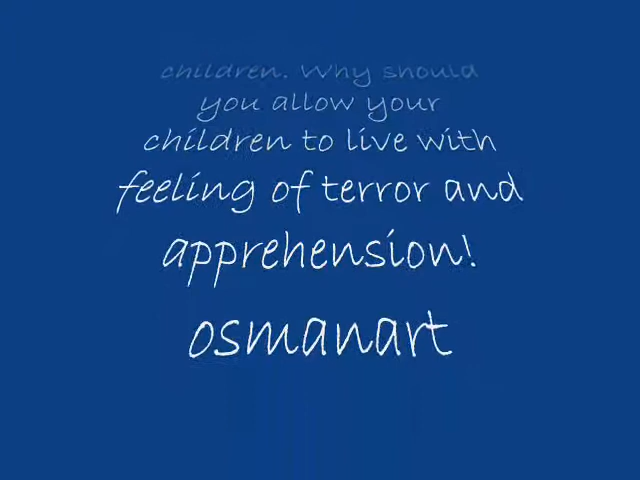 children. Why should
you allow your
children to live with
feeling of terror and
apprehension!
osmanart